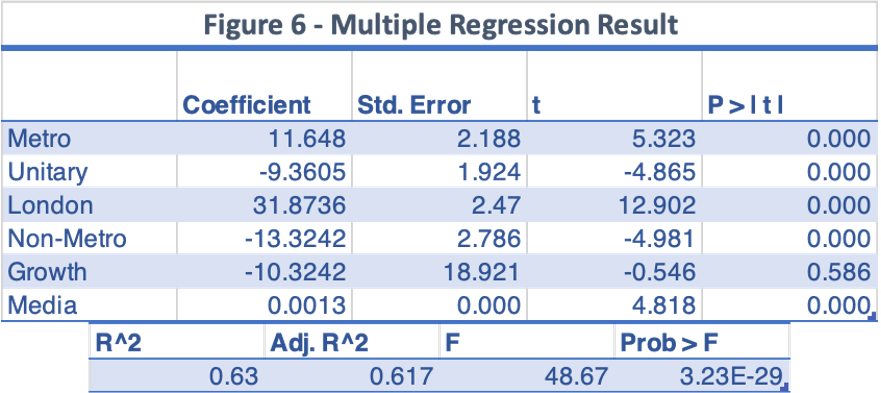 Figure 6 - Multiple Regression Result
Coefficient Std. Error t P>|t|
Metro 11.648 2.188 5.323 0.000
Unitary -9.3605 1.924 -4.865 0.000
London 31.8736 2.47 12.902 0.000
Non-Metro -13.3242 2.786 -4.981 0.000
Growth -10.3242 18.921 -0.546 0.586
Media 0.0013 0.000 4.818 0.000
R^2 Adj. R^2 F Prob > F
0.63 0.617 48.67 3.23E-29